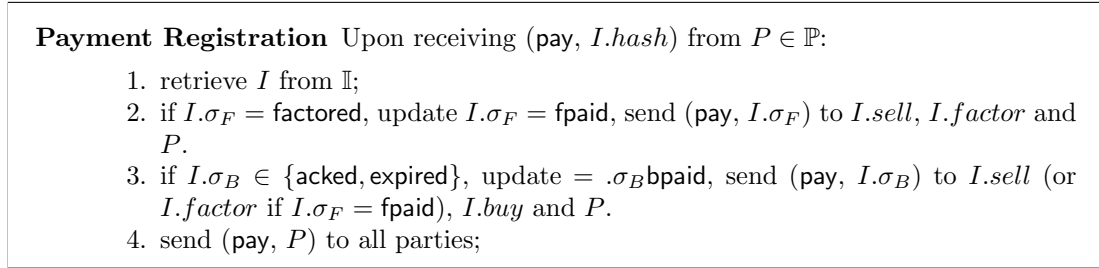 Payment Registration Upon receiving (pay, I.hash) from P ∈ ℙ:
1. retrieve I from 𝕀;
2. if I.σ_F = factored, update I.σ_F = fpaid, send (pay, I.σ_F) to I.sell, I.factor and
P.
3. if I.σ_B ∈ {acked, expired}, update = .σ_Bbpaid, send (pay, I.σ_B) to I.sell (or
I.factor if I.σ_F = fpaid), I.buy and P.
4. send (pay, P) to all parties;